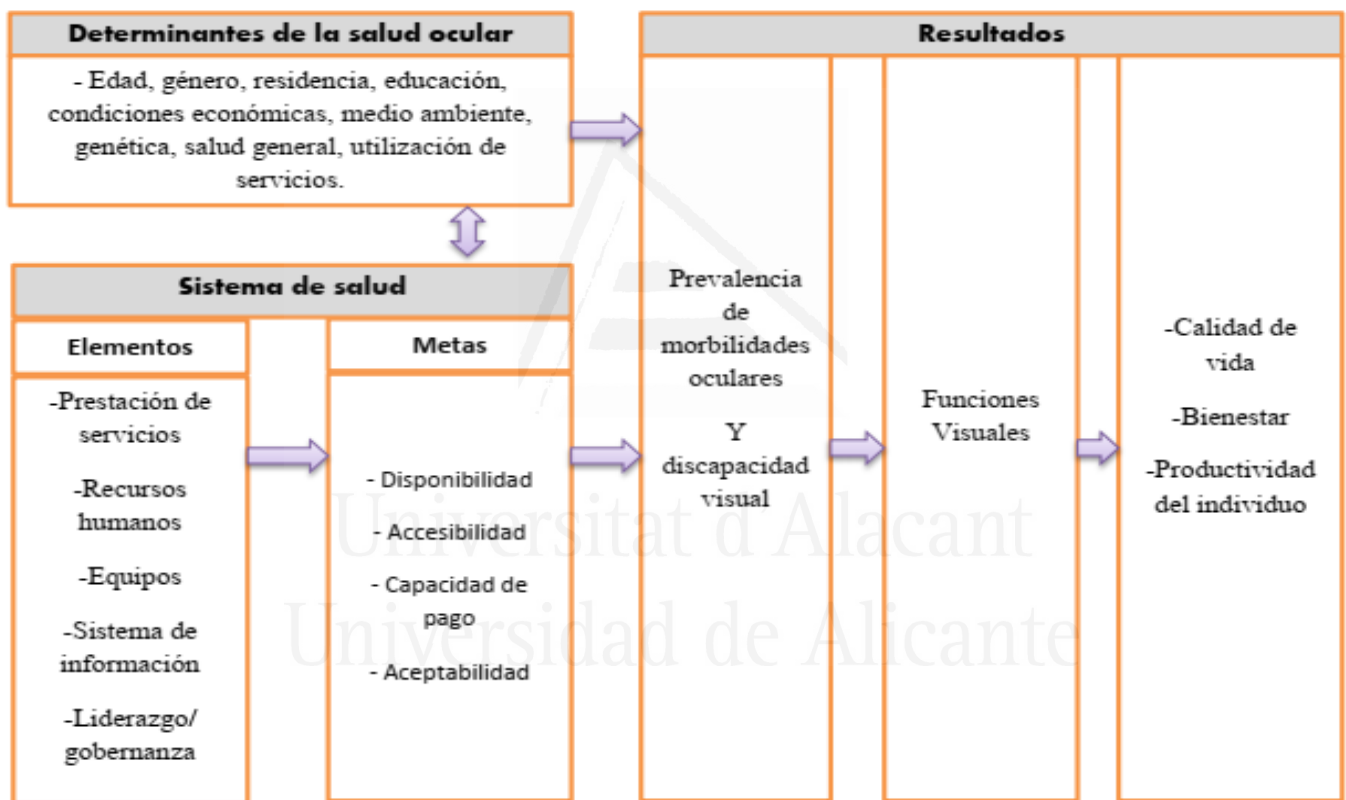 Determinantes de la salud ocular
- Edad, género, residencia, educación,
condiciones económicas, medio ambiente,
genética, salud general, utilización de
servicios.
Sistema de salud
Elementos
-Prestación de
servicios
-Recursos
humanos
-Equipos
-Sistema de
información
-Liderazgo/
gobernanza
Metas
- Disponibilidad
- Accesibilidad
- Capacidad de
pago
- Aceptabilidad
Resultados
Prevalencia
de
morbilidades
oculares
Y
discapacidad
visual
Funciones
Visuales
-Calidad de
vida
-Bienestar
-Productividad
del individuo
Universitat d'Alacant
Universidad de Alicante